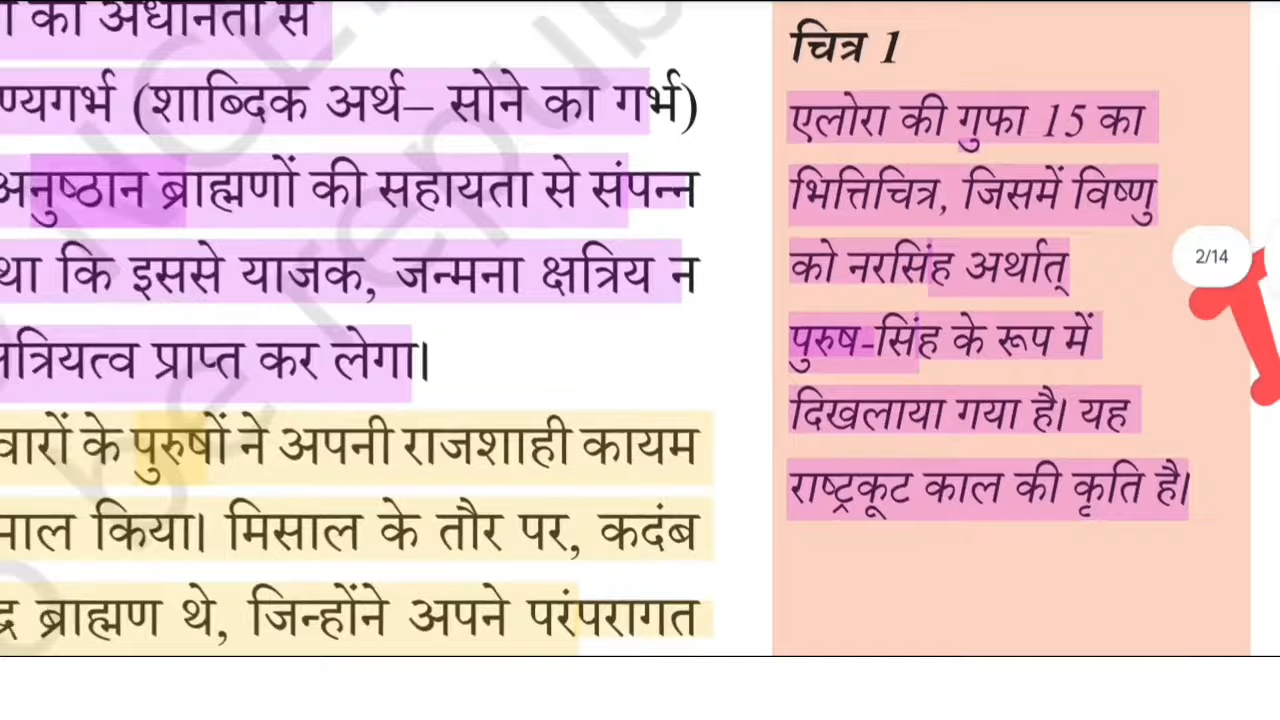 का अधीनता से
ण्यगर्भ (शाब्दिक अर्थ– सोने का गर्भ)
अनुष्ठान ब्राह्मणों की सहायता से संपन्न
था कि इससे याजक, जन्मना क्षत्रिय न
त्रियत्व प्राप्त कर लेगा।
वारों के पुरुषों ने अपनी राजशाही कायम
माल किया। मिसाल के तौर पर, कदंब
ब्राह्मण थे, जिन्होंने अपने परंपरागत
चित्र 1
एलोरा की गुफा 15 का
भित्तिचित्र, जिसमें विष्णु
को नरसिंह अर्थात्
पुरुष-सिंह के रूप में
दिखलाया गया है। यह
राष्ट्रकूट काल की कृति है।
2/14